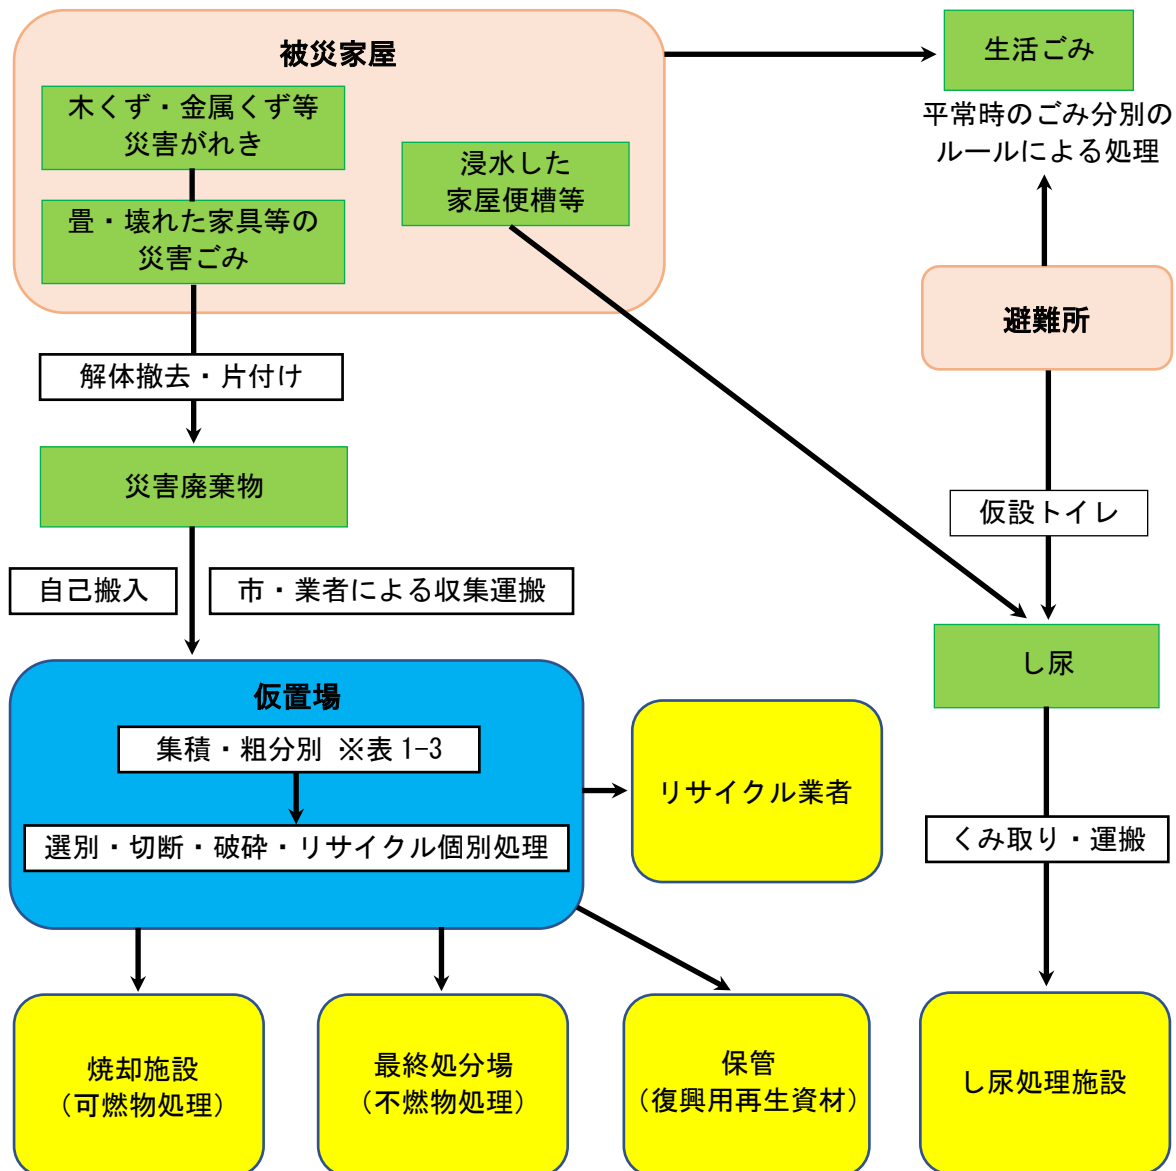 被災家屋
木くず・金属くず等
災害がれき
畳・壊れた家具等の
災害ごみ
浸水した
家屋便槽等
生活ごみ
平常時のごみ分別の
ルールによる処理
避難所
解体撤去・片付け
災害廃棄物
仮設トイレ
自己搬入
市・業者による収集運搬
し尿
仮置場
集積・粗分別 ※表 1-3
選別・切断・破砕・リサイクル個別処理
リサイクル業者
くみ取り・運搬
焼却施設
（可燃物処理）
最終処分場
（不燃物処理）
保管
（復興用再生資材）
し尿処理施設